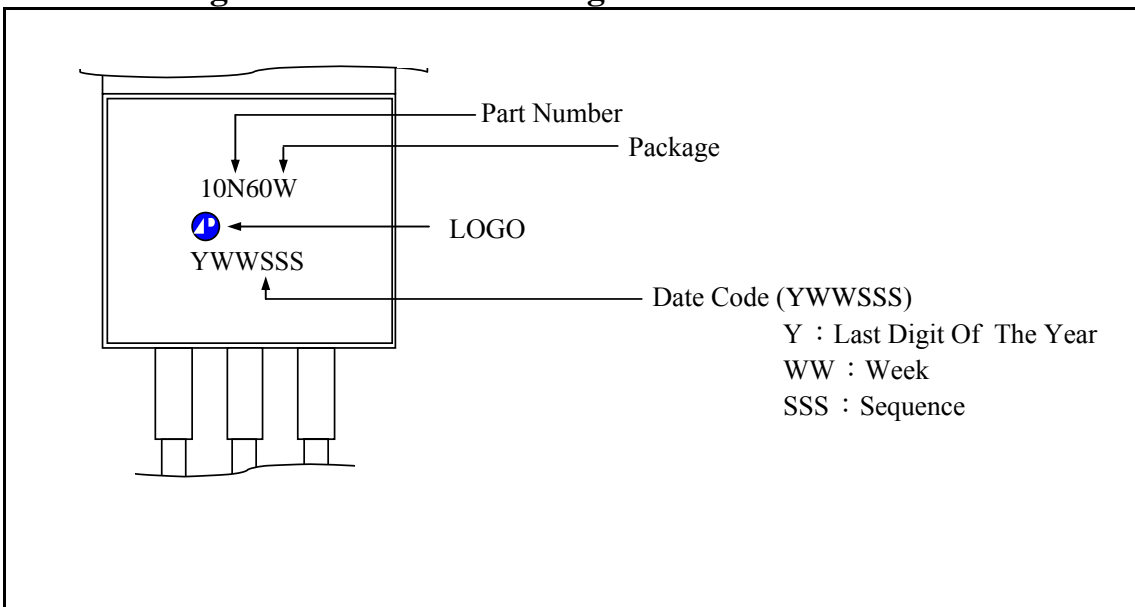 Part Number
Package
10N60W
LOGO
YWWSSS
Date Code (YWWSSS)
Y：Last Digit Of The Year
WW：Week
SSS：Sequence